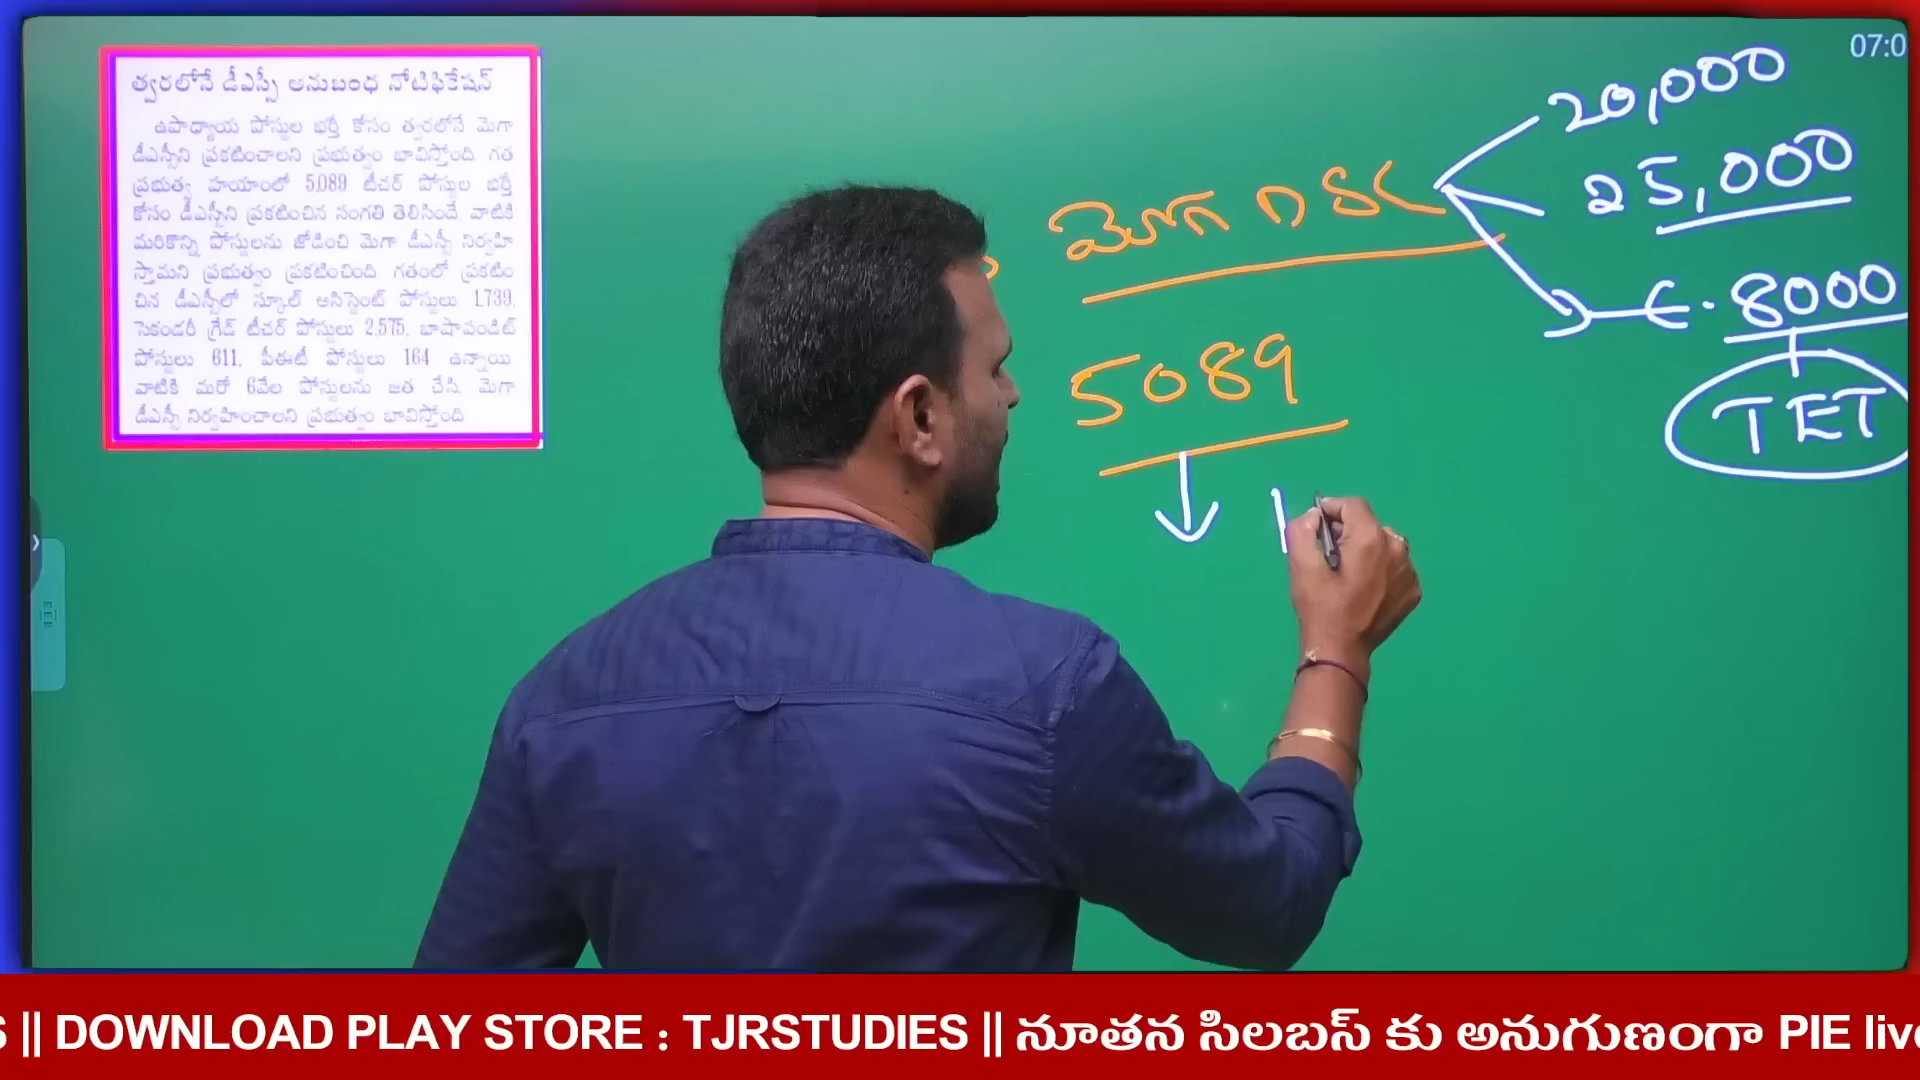 త్వరలోనే డీఎస్సీ అనుబంధ నోటిఫికేషన్
ఉపాధ్యాయ పోస్టుల భర్తీ కోసం త్వరలోనే మెగా
డీఎస్సీని ప్రకటించాలని ప్రభుత్వం భావిస్తోంది. గత
ప్రభుత్వ హయాంలో 5,089 టీచర్ పోస్టుల భర్తీ
కోసం డీఎస్సీని ప్రకటించిన సంగతి తెలిసిందే. వాటికి
మరికొన్ని పోస్టులను జోడించి మెగా డీఎస్సీ నిర్వహి
స్తామని ప్రభుత్వం ప్రకటించింది. గతంలో ప్రకటిం
చిన డీఎస్సీలో స్కూల్ అసిస్టెంట్ పోస్టులు 1,739,
సెకండరీ గ్రేడ్ టీచర్ పోస్టులు 2,575, భాషాపండిట్
పోస్టులు 611, పీఈటీ పోస్టులు 164 ఉన్నాయి.
వాటికి మరో 6వేల పోస్టులను జత చేసి, మెగా
డీఎస్సీ నిర్వహించాలని ప్రభుత్వం భావిస్తోంది.
07:0
20,000
మెగా DSC
25,000
8000
5089
TET
S || DOWNLOAD PLAY STORE : TJRSTUDIES || నూతన సిలబస్ కు అనుగుణంగా PIE live